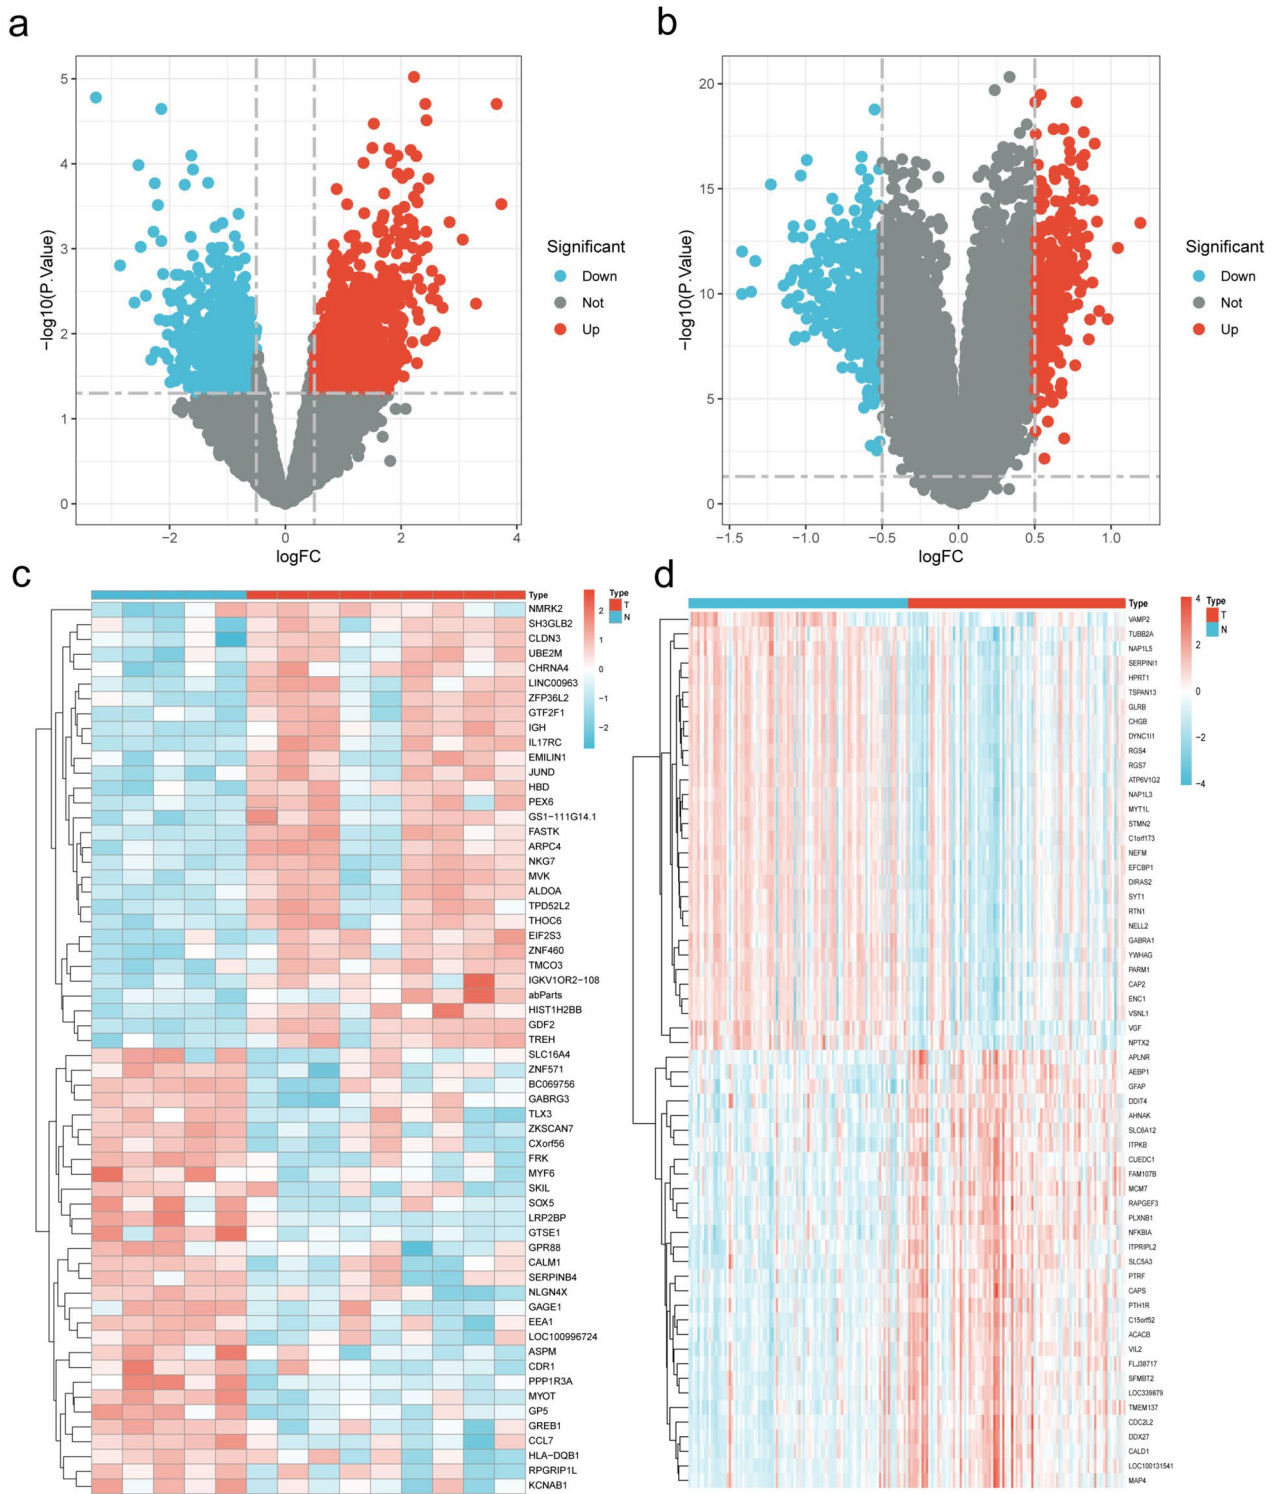 a
b
5
4
3
2
1
0
−log10(P.Value)
−2
0
2
4
logFC
Significant
Down
Not
Up
20
15
10
5
0
−log10(P.Value)
−1.5
−1.0
−0.5
0.0
0.5
1.0
logFC
Significant
Down
Not
Up
c
Type
NMRK2
SH3GLB2
CLDN3
UBE2M
CHRNA4
LINC00963
ZFP36L2
GTF2F1
IGH
IL17RC
EMILIN1
JUND
HBD
PEX6
GS1−111G14.1
FASTK
ARPC4
NKG7
MVK
ALDOA
TPD52L2
THOC6
EIF2S3
ZNF460
TMCO3
IGKV1OR2−108
abParts
HIST1H2BB
GDF2
TREH
SLC16A4
ZNF571
BC069756
GABRG3
TLX3
ZKSCAN7
CXorf56
FRK
MYF6
SKIL
SOX5
LRP2BP
GTSE1
GPR88
CALM1
SERPINB4
NLGN4X
GAGE1
EEA1
LOC100996724
ASPM
CDR1
PPP1R3A
MYOT
GP5
GREB1
CCL7
HLA−DQB1
RPGRIP1L
KCNAB1
2
1
0
−1
−2
Type
T
N
d
Type
VAMP2
TUBB2A
NAP1L5
SERPINI1
HPRT1
TSPAN13
GLRB
CHGB
DYNC1I1
RGS4
RGS7
ATP6V1G2
NAP1L3
MYT1L
STMN2
C1orf173
NEFM
EFCBP1
DIRAS2
SYT1
RTN1
NELL2
GABRA1
YWHAG
PARM1
CAP2
ENC1
VSNL1
VGF
NPTX2
APLNR
AEBP1
GFAP
DDIT4
AHNAK
SLC6A12
ITPKB
CUEDC1
FAM107B
MCM7
RAPGEF3
PLXNB1
NFKBIA
ITPRIPL2
SLC5A3
PTRF
CAPS
PTH1R
C15orf52
ACACB
VIL2
FLJ38717
SFMBT2
LOC339879
TMEM137
CDC2L2
DDX27
CALD1
LOC100131541
MAP4
4
2
0
−2
−4
Type
T
N